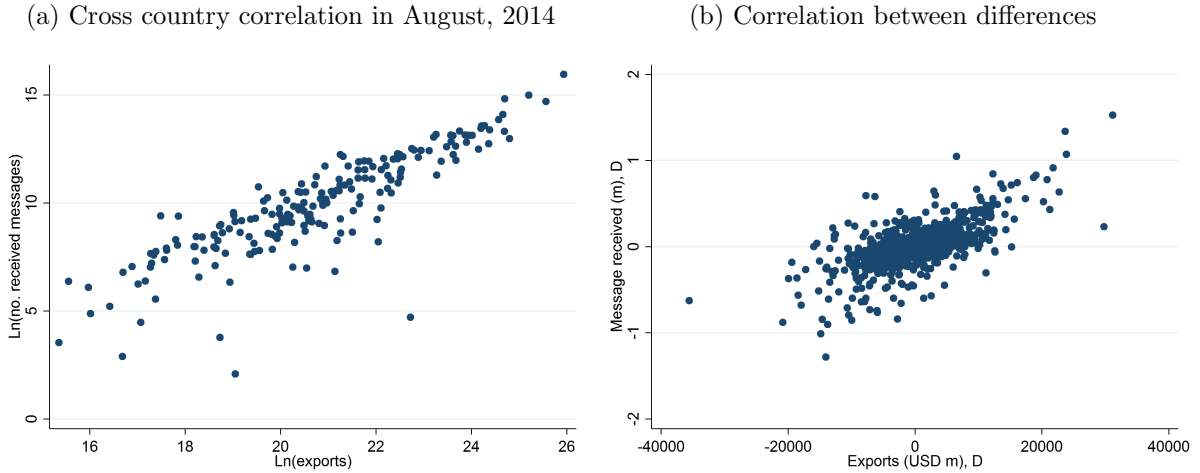 (a) Cross country correlation in August, 2014
Ln(no. received messages)
15
10
5
0
16 18 20 22 24 26
Ln(exports)
(b) Correlation between differences
Message received (m), D
2
1
0
-1
-2
-40000 -20000 0 20000 40000
Exports (USD m), D